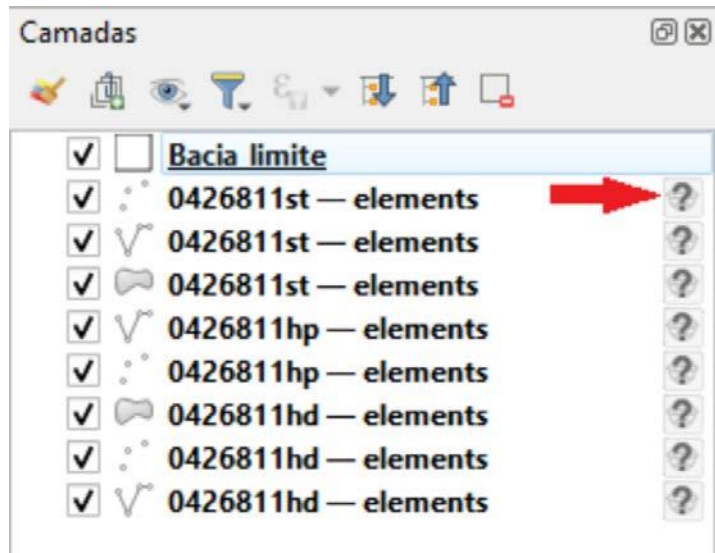 Camadas
Bacia limite
0426811st — elements
0426811st — elements
0426811st — elements
0426811hp — elements
0426811hp — elements
0426811hd — elements
0426811hd — elements
0426811hd — elements